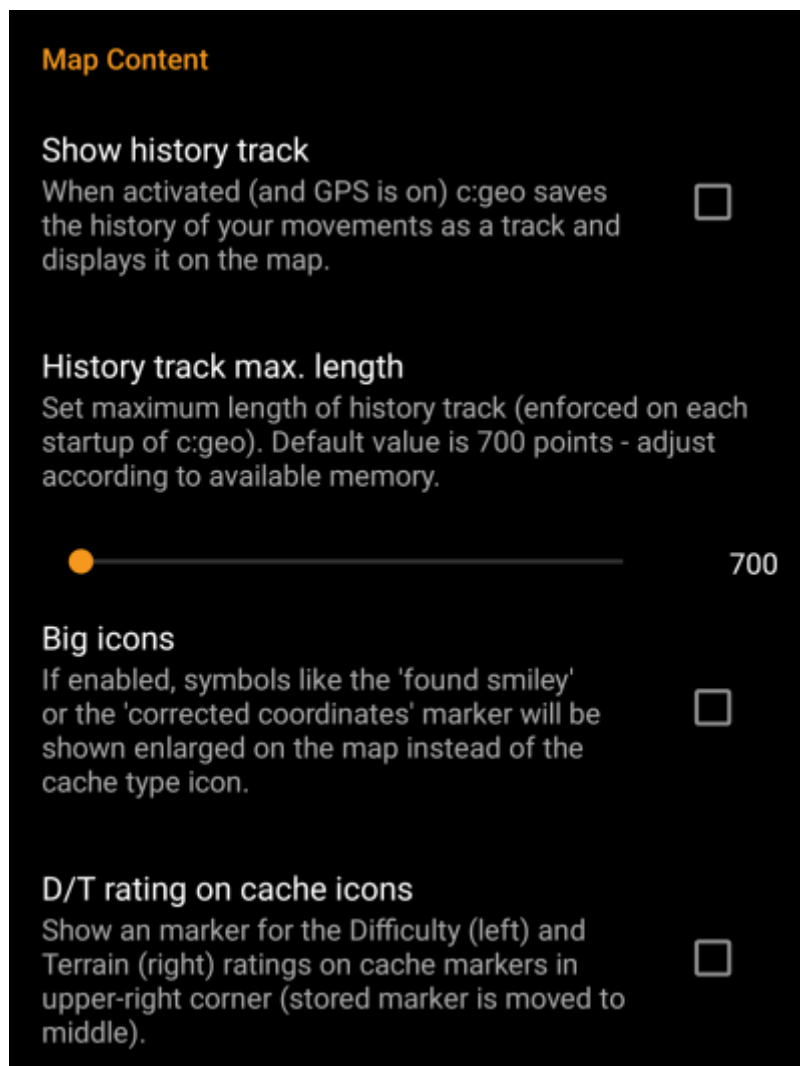 Map Content
Show history track
When activated (and GPS is on) c:geo saves
the history of your movements as a track and
displays it on the map.
History track max. length
Set maximum length of history track (enforced on each
startup of c:geo). Default value is 700 points - adjust
according to available memory.
700
Big icons
If enabled, symbols like the 'found smiley'
or the 'corrected coordinates' marker will be
shown enlarged on the map instead of the
cache type icon.
D/T rating on cache icons
Show an marker for the Difficulty (left) and
Terrain (right) ratings on cache markers in
upper-right corner (stored marker is moved to
middle).